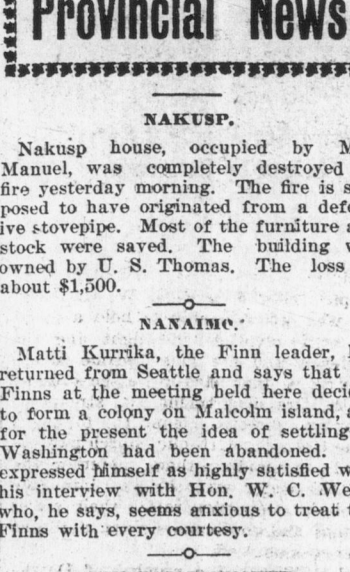 Provincial News
NAKUSP.
Nakusp house, occupied by M
Manuel, was completely destroyed
fire yesterday morning. The fire is s
posed to have originated from a defe
ive stovepipe. Most of the furniture a
stock were saved. The building w
owned by U. S. Thomas. The loss
about $1,500.
NANAIMO.
Matti Kurrika, the Finn leader, h
returned from Seattle and says that
Finns at the meeting held here decid
to form a colony on Malcolm island, a
for the present the idea of settling
Washington had been abandoned.
expressed himself as highly satisfied w
his interview with Hon. W. C. We
who, he says, seems anxious to treat t
Finns with every courtesy.